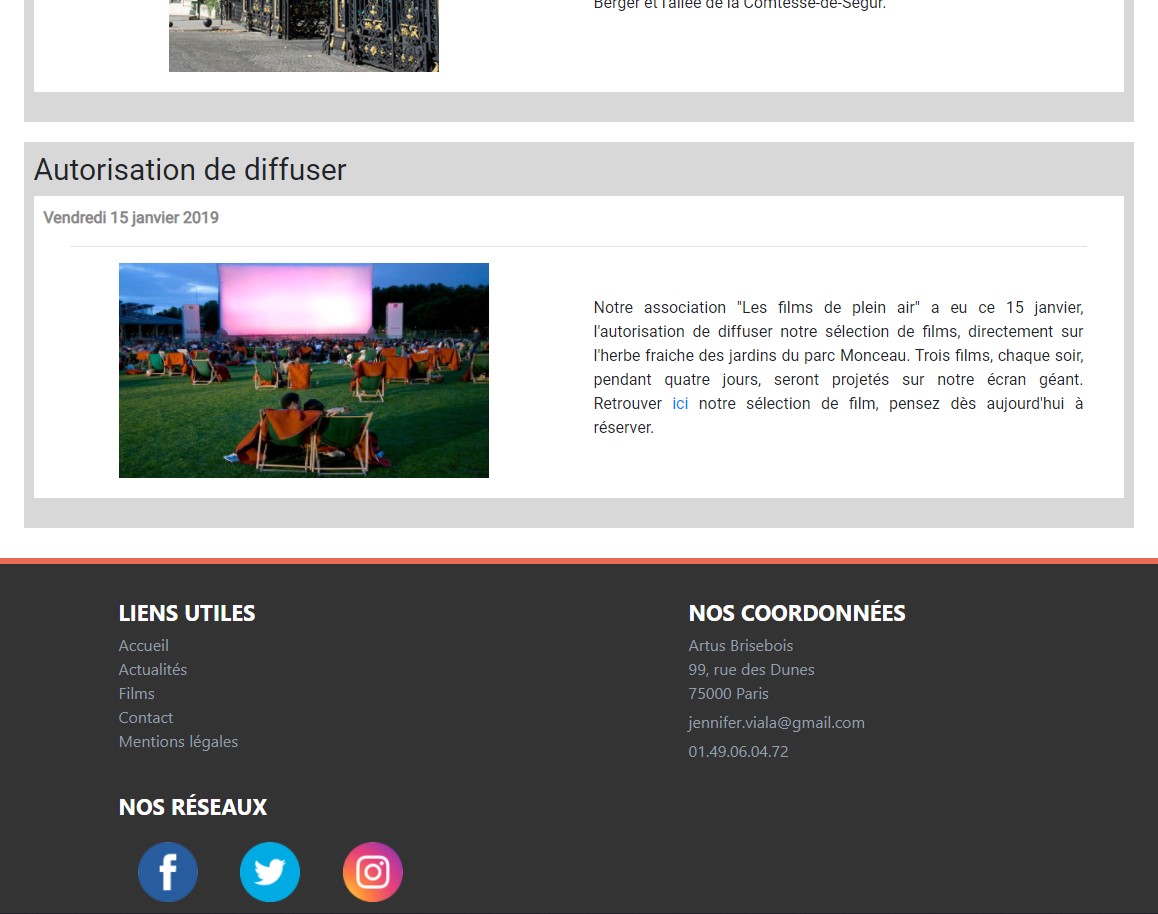 Berger et l'allée de la Comtesse-de-Ségur.
Autorisation de diffuser
Vendredi 15 janvier 2019
Notre association "Les films de plein air" a eu ce 15 janvier,
l'autorisation de diffuser notre sélection de films, directement sur
l'herbe fraiche des jardins du parc Monceau. Trois films, chaque soir,
pendant quatre jours, seront projetés sur notre écran géant.
Retrouver ici notre sélection de film, pensez dès aujourd'hui à
réserver.
LIENS UTILES
Accueil
Actualités
Films
Contact
Mentions légales
NOS COORDONNÉES
Artus Brisebois
99, rue des Dunes
75000 Paris
jennifer.viala@gmail.com
01.49.06.04.72
NOS RÉSEAUX